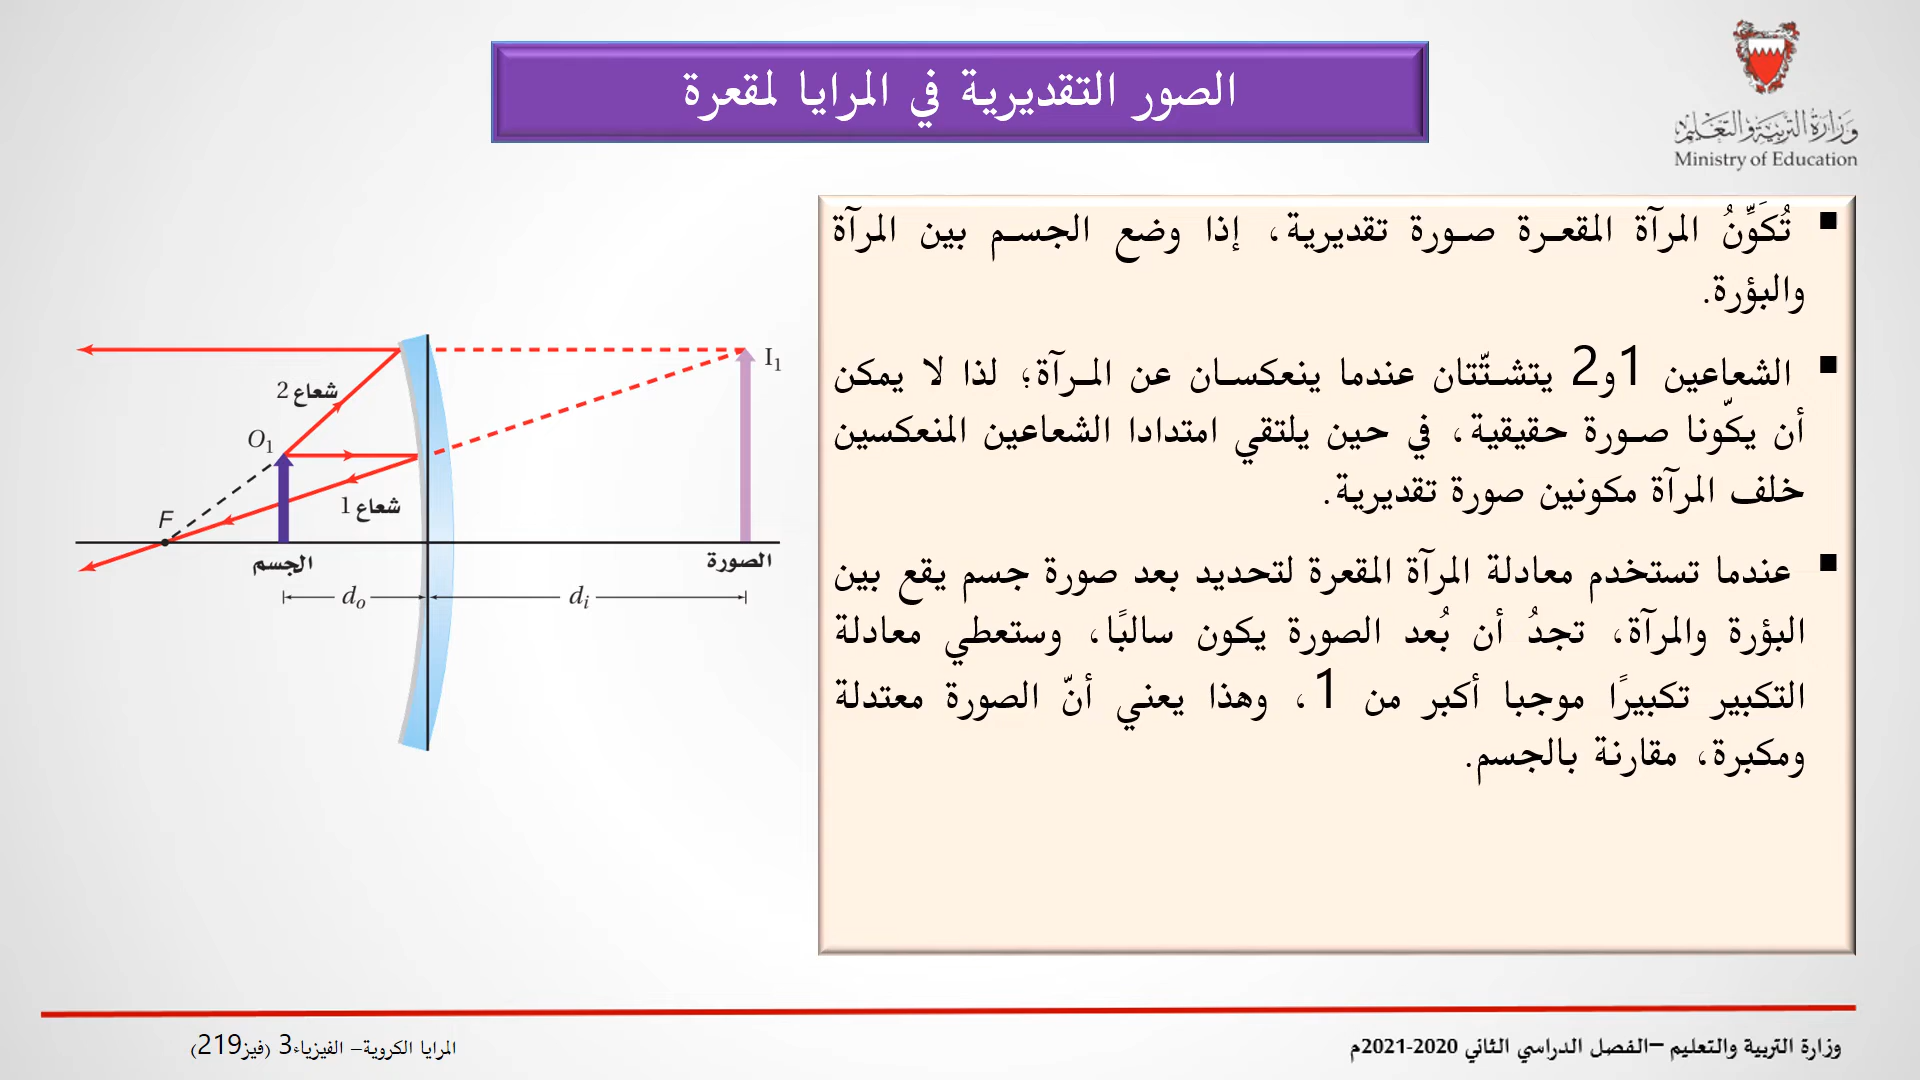 الصور التقديرية في المرايا لمقعرة
وزارة التربية والتعليم
Ministry of Education
▪ تُكَوِّنُ المرآة المقعرة صورة تقديرية، إذا وضع الجسم بين المرآة
والبؤرة.
▪ الشعاعين 1و2 يتشتّتان عندما ينعكسان عن المرآة؛ لذا لا يمكن
أن يكّونا صورة حقيقية، في حين يلتقي امتدادا الشعاعين المنعكسين
خلف المرآة مكونين صورة تقديرية.
▪ عندما تستخدم معادلة المرآة المقعرة لتحديد بعد صورة جسم يقع بين
البؤرة والمرآة، تجدُ أن بُعد الصورة يكون سالبًا، وستعطي معادلة
التكبير تكبيرًا موجبا أكبر من 1، وهذا يعني أنّ الصورة معتدلة
ومكبرة، مقارنة بالجسم.
I₁
شعاع 2
O₁
شعاع 1
F
الجسم
الصورة
dₒ
dᵢ
وزارة التربية والتعليم –الفصل الدراسي الثاني 2020-2021م
المرايا الكروية– الفيزياء3 (فيز219)